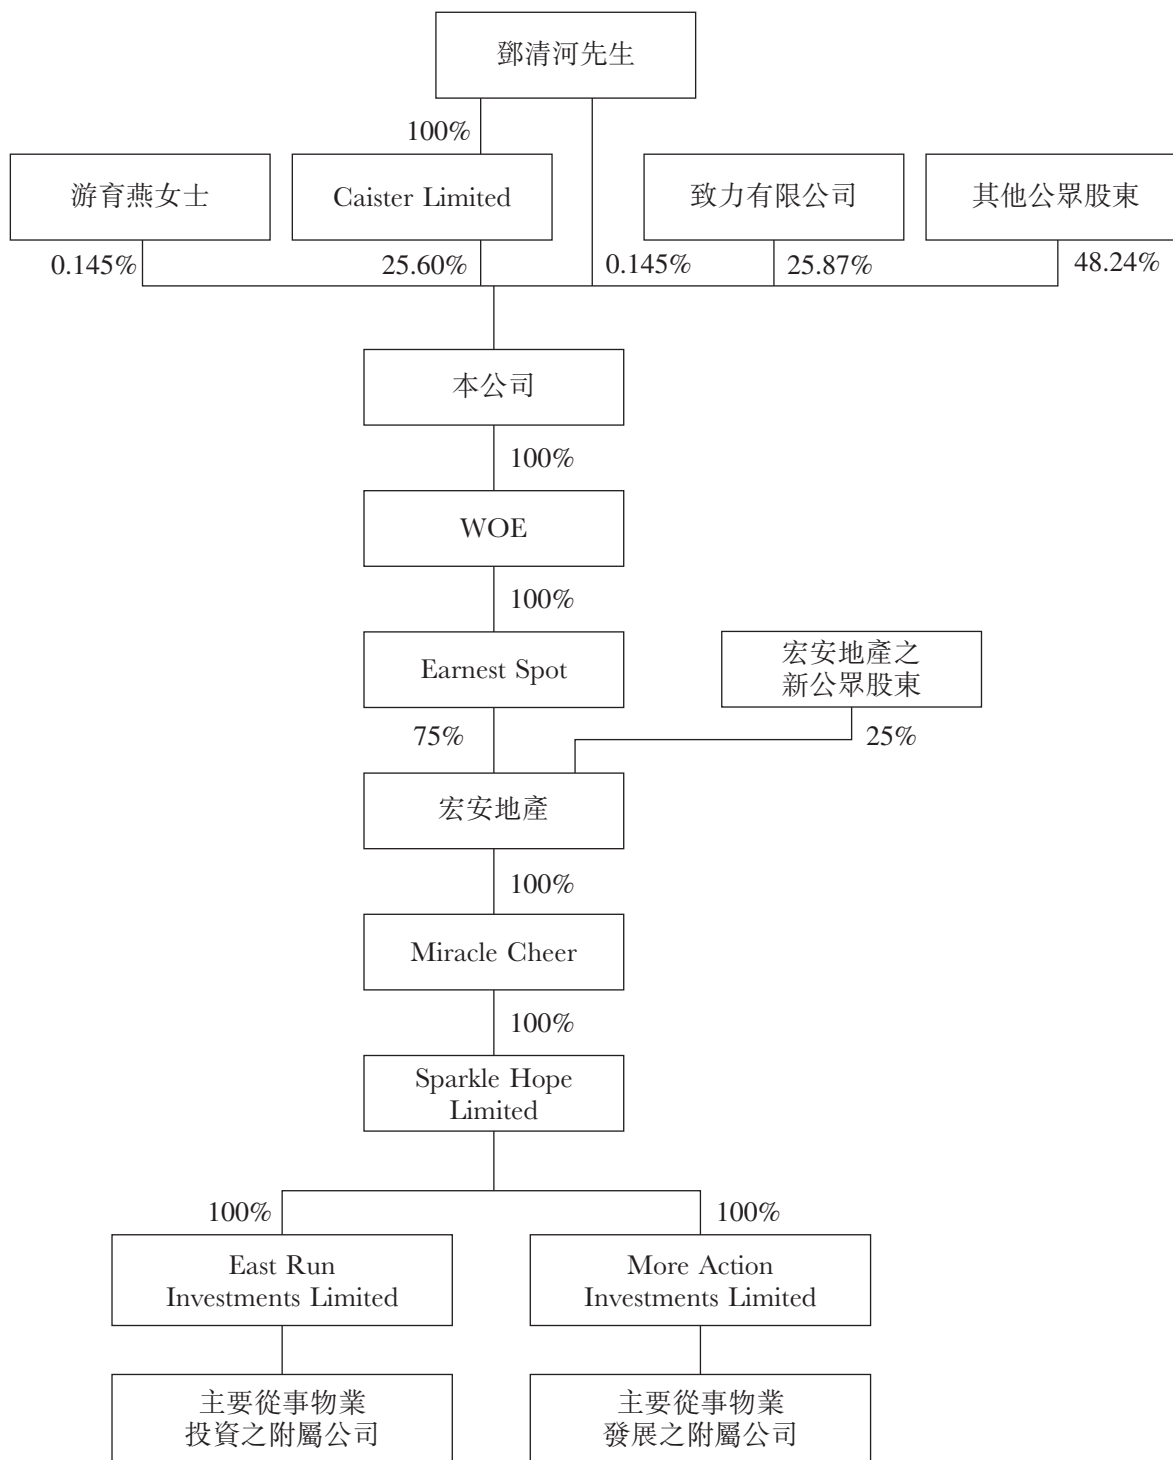 鄧清河先生
100%
游育燕女士
Caister Limited
致力有限公司
其他公眾股東
0.145%
25.60%
0.145%
25.87%
48.24%
本公司
100%
WOE
100%
Earnest Spot
宏安地產之
新公眾股東
75%
25%
宏安地產
100%
Miracle Cheer
100%
Sparkle Hope
Limited
100%
100%
East Run
Investments Limited
More Action
Investments Limited
主要從事物業
投資之附屬公司
主要從事物業
發展之附屬公司